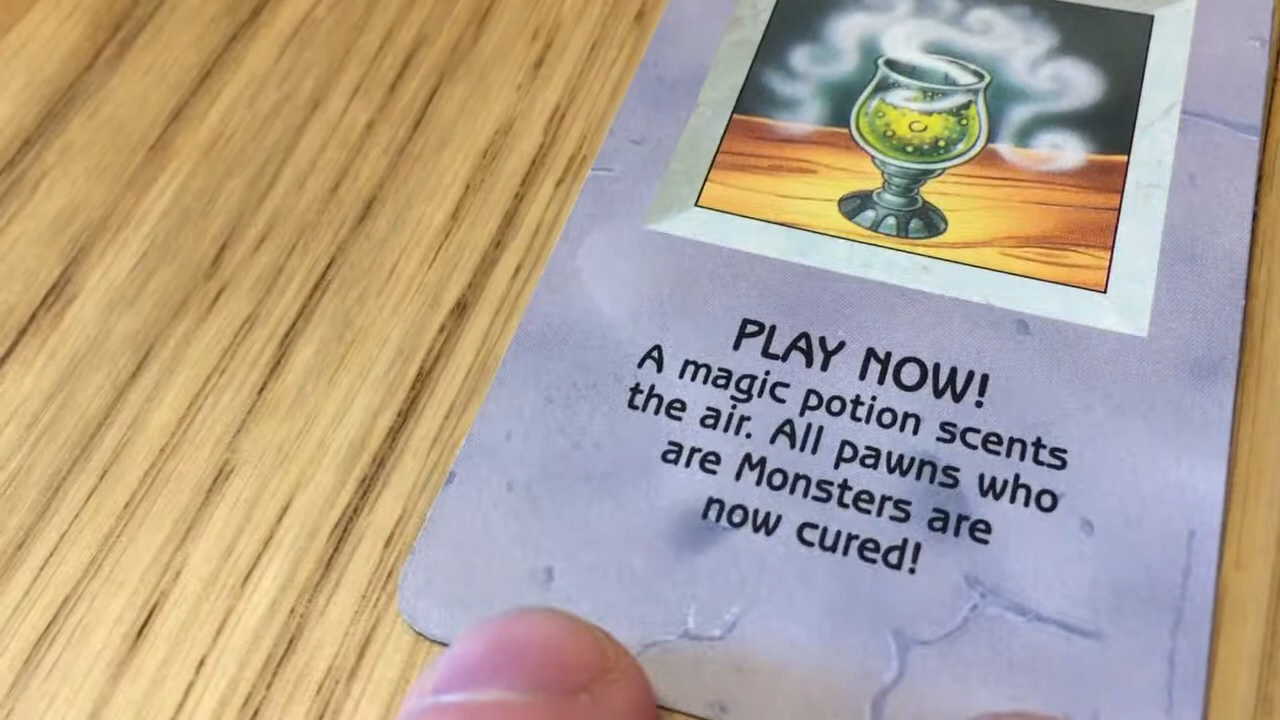 PLAY NOW!
A magic potion scents
the air. All pawns who
are Monsters are
now cured!